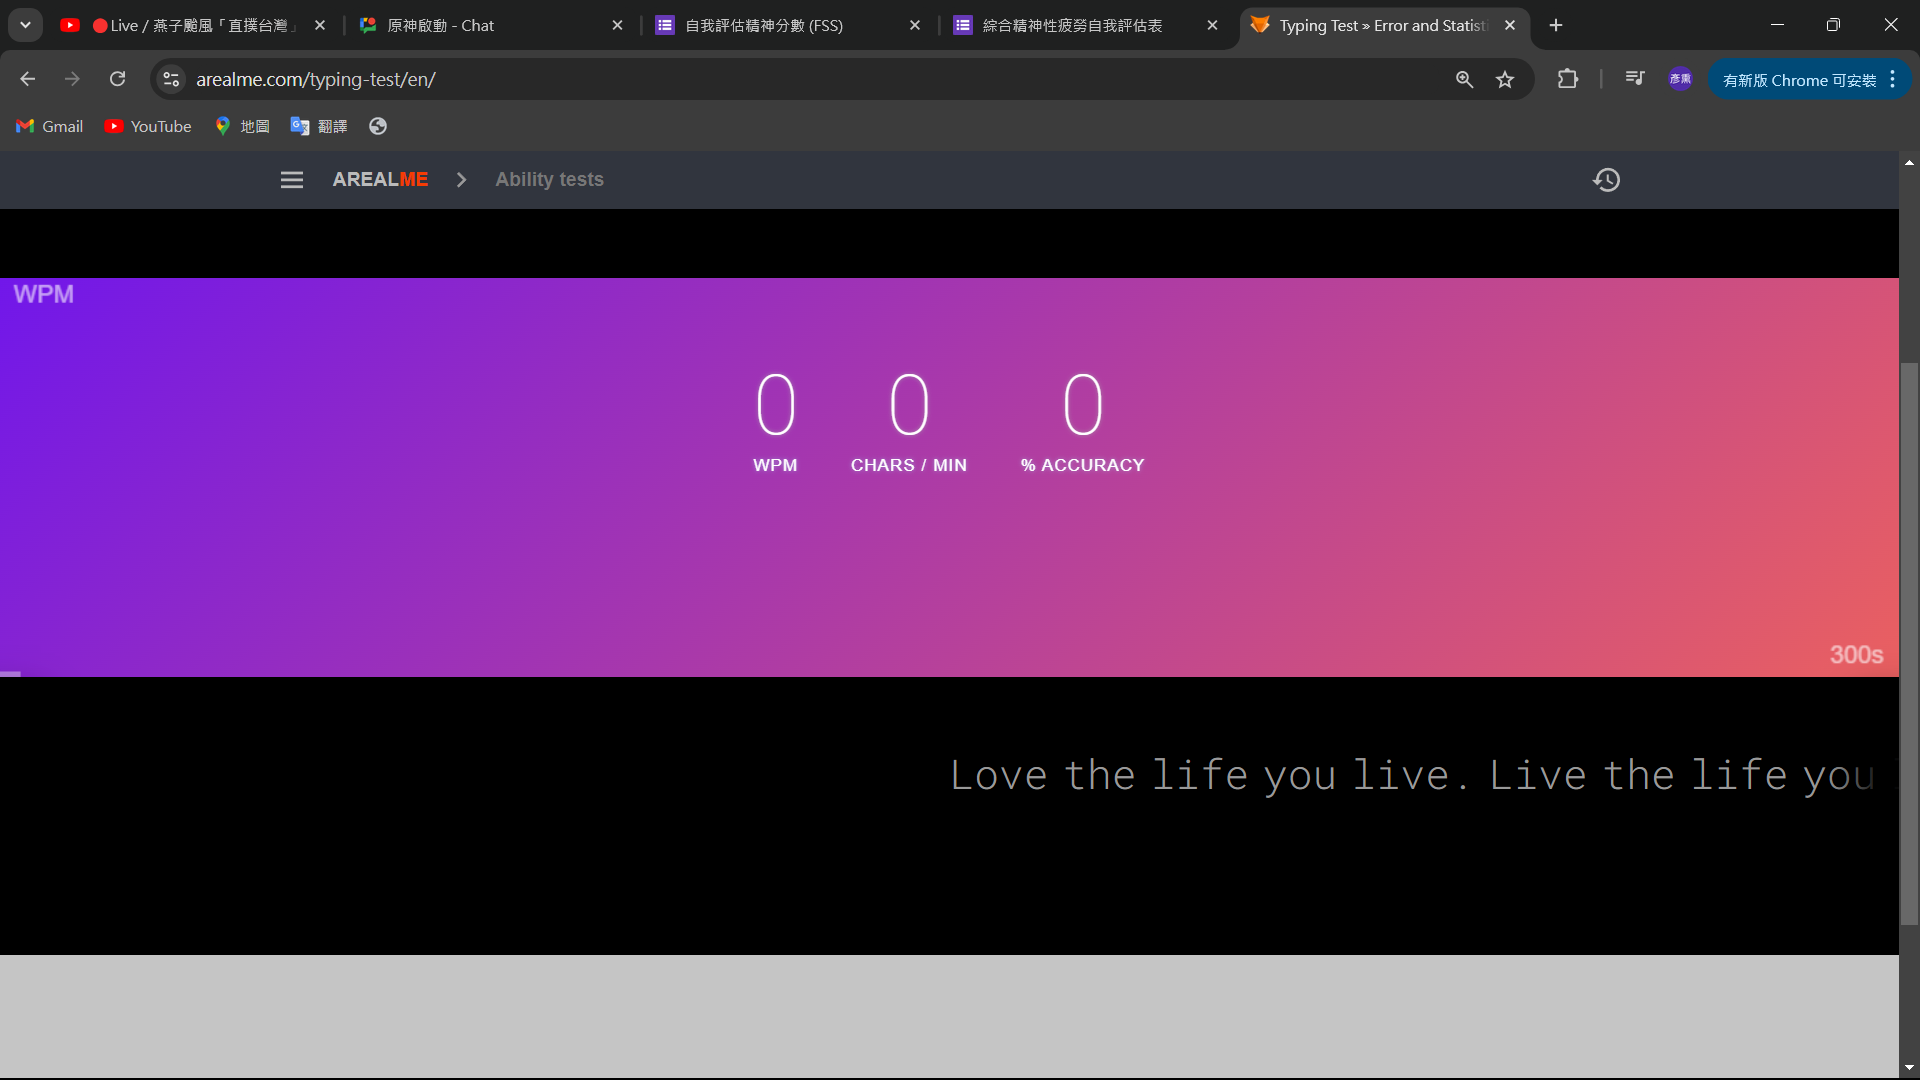 🔴Live / 燕子颱風「直撲台灣」
原神啟動 - Chat
自我評估精神分數 (FSS)
綜合精神性疲勞自我評估表
Typing Test » Error and Statisti
arealme.com/typing-test/en/
彥熏
有新版 Chrome 可安裝
Gmail
YouTube
地圖
翻譯
AREALME
Ability tests
WPM
0 0 0
WPM CHARS / MIN % ACCURACY
300s
Love the life you live. Live the life you